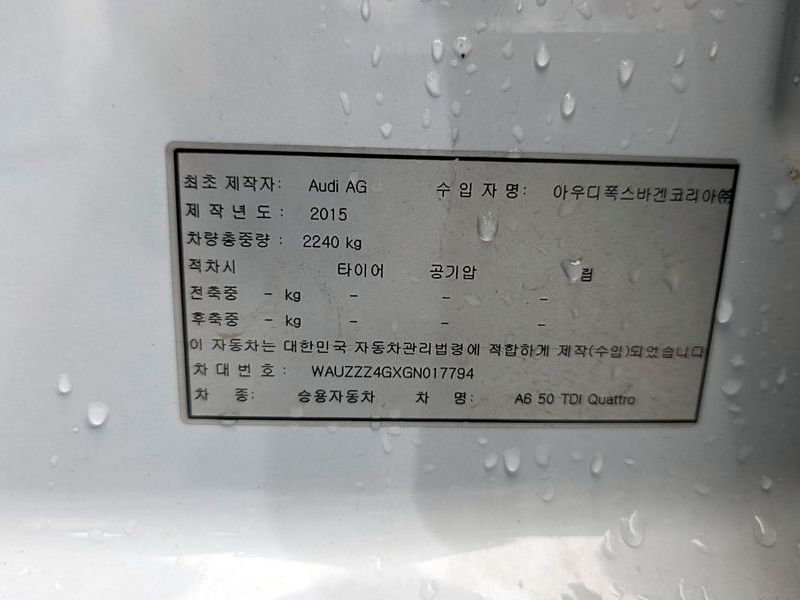 최초 제작자: Audi AG 수 입 자 명: 아우디폭스바겐코리아㈜
제 작 년 도 : 2015
차량총중량 : 2240 kg
적차시 타이어 공기압 림
전축중 - kg - - -
후축중 - kg - - -
이 자동차는 대한민국 자동차관리법령에 적합하게 제작(수입)되었습니다
차 대 번 호 : WAUZZZ4GXGN017794
차 종: 승용자동차 차 명: A6 50 TDI Quattro